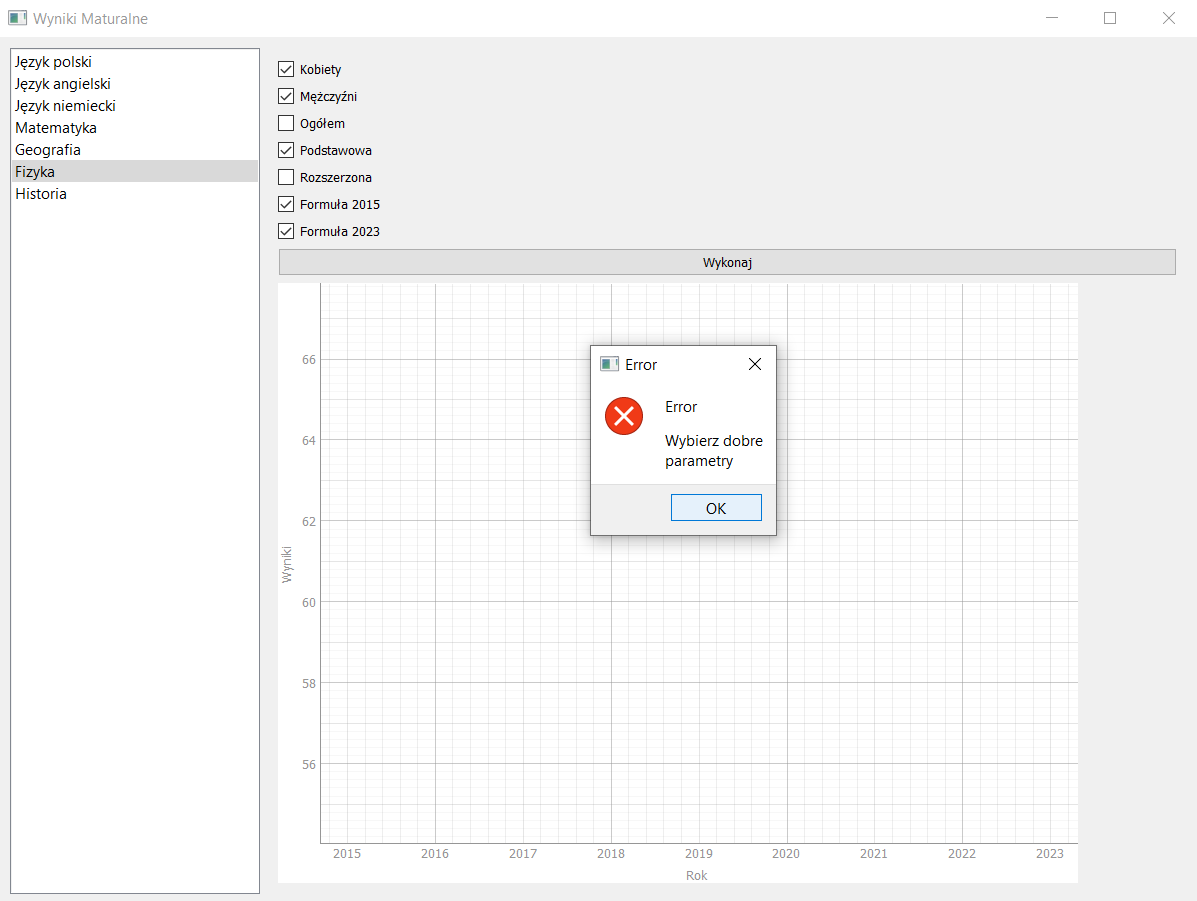 Wyniki Maturalne
Język polski
Język angielski
Język niemiecki
Matematyka
Geografia
Fizyka
Historia
Kobiety
Mężczyźni
Ogółem
Podstawowa
Rozszerzona
Formuła 2015
Formuła 2023
Wykonaj
Error
Error
Wybierz dobre
parametry
OK
66
64
62
60
58
56
Wyniki
2015 2016 2017 2018 2019 2020 2021 2022 2023
Rok